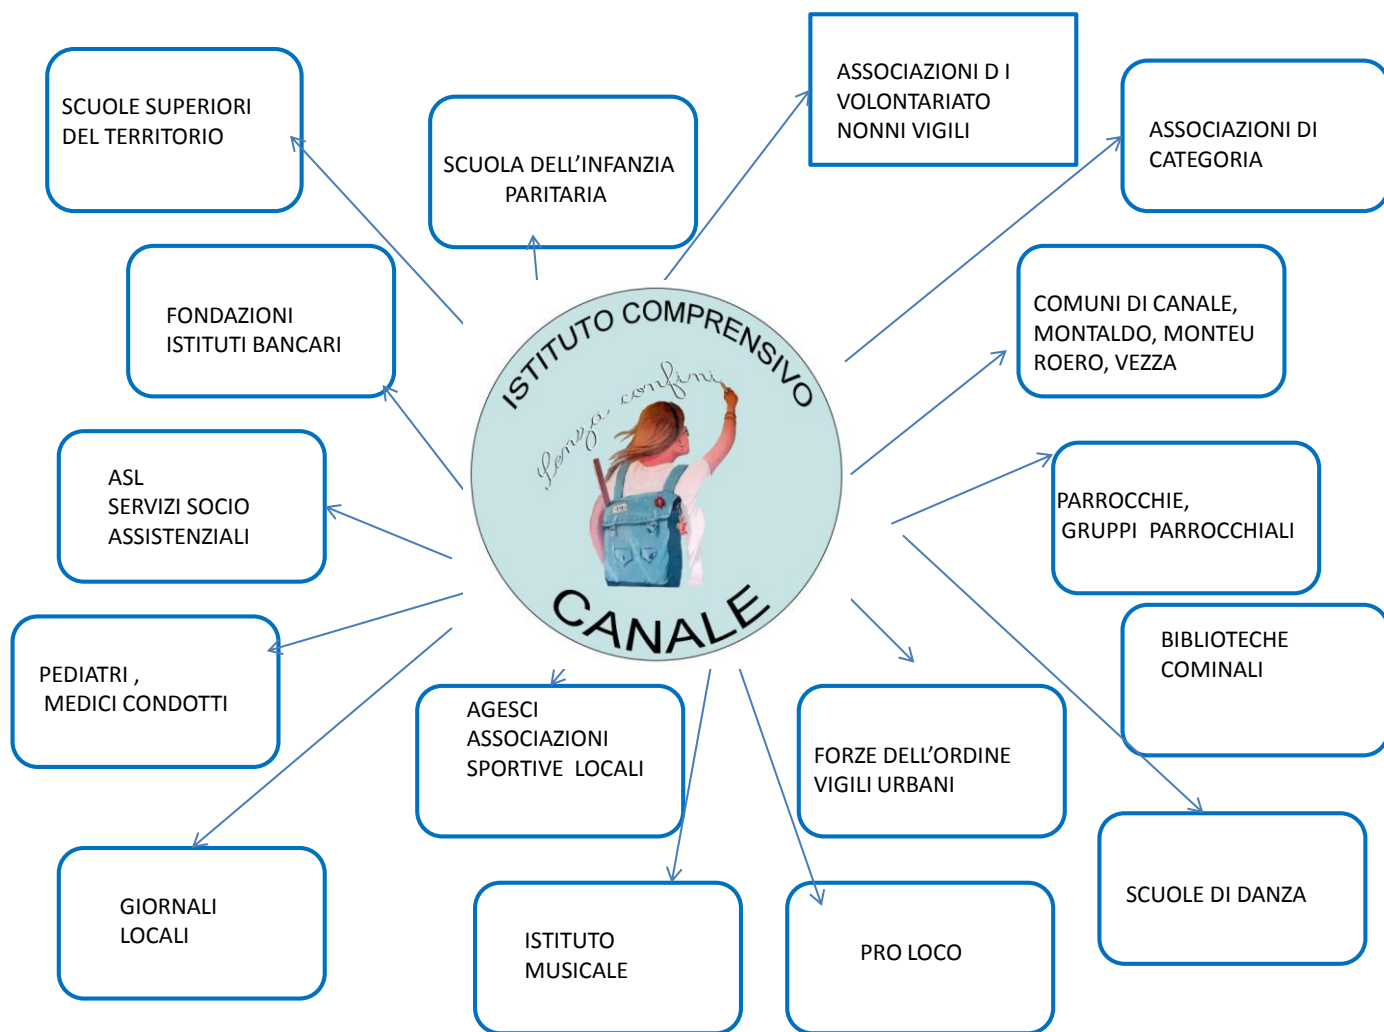 SCUOLE SUPERIORI
DEL TERRITORIO
SCUOLA DELL’INFANZIA
PARITARIA
ASSOCIAZIONI D I
VOLONTARIATO
NONNI VIGILI
ASSOCIAZIONI DI
CATEGORIA
FONDAZIONI
ISTITUTI BANCARI
ISTITUTO COMPRENSIVO
Senza confini
CANALE
COMUNI DI CANALE,
MONTALDO, MONTEU
ROERO, VEZZA
ASL
SERVIZI SOCIO
ASSISTENZIALI
PARROCCHIE,
GRUPPI PARROCCHIALI
PEDIATRI ,
MEDICI CONDOTTI
BIBLIOTECHE
COMINALI
AGESCI
ASSOCIAZIONI
SPORTIVE LOCALI
FORZE DELL’ORDINE
VIGILI URBANI
GIORNALI
LOCALI
ISTITUTO
MUSICALE
PRO LOCO
SCUOLE DI DANZA